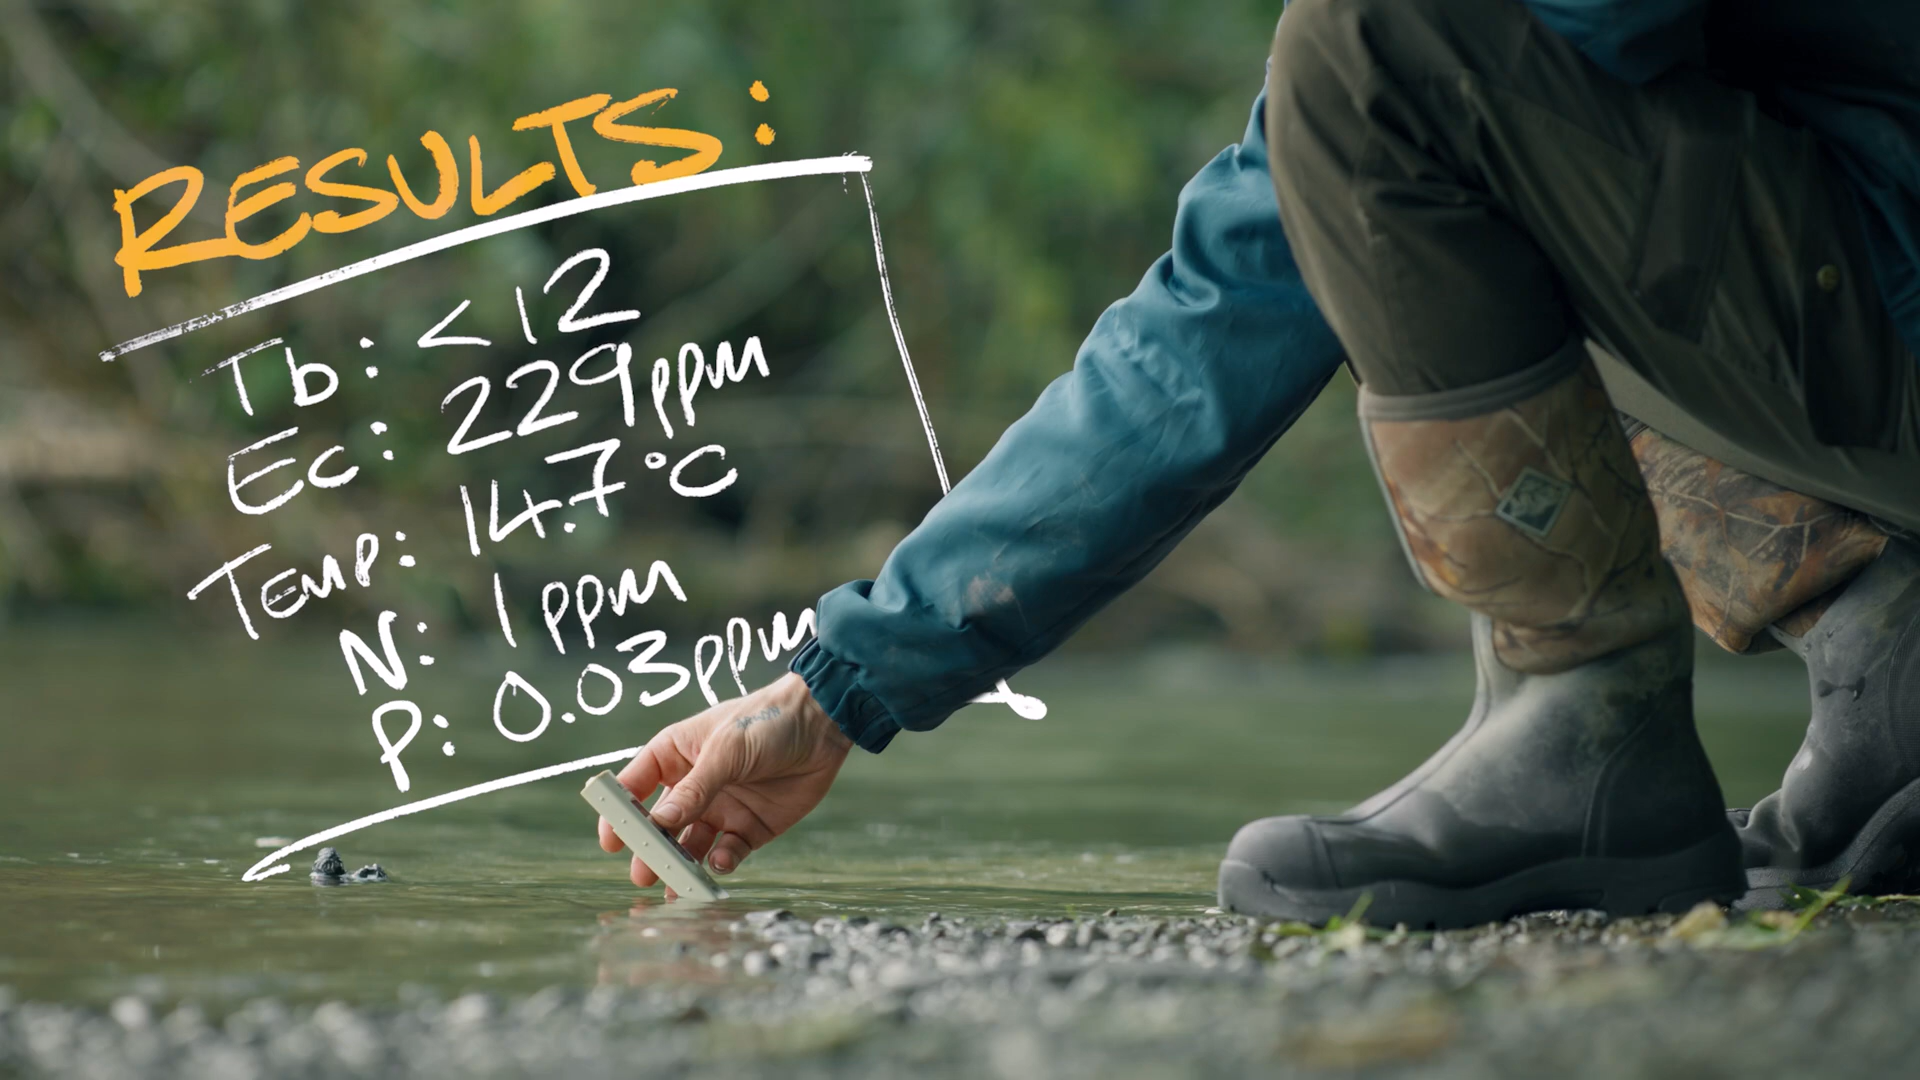 RESULTS:
Tb: <12
Ec: 229ppm
Temp: 14.7°C
N: 1ppm
P: 0.03ppm